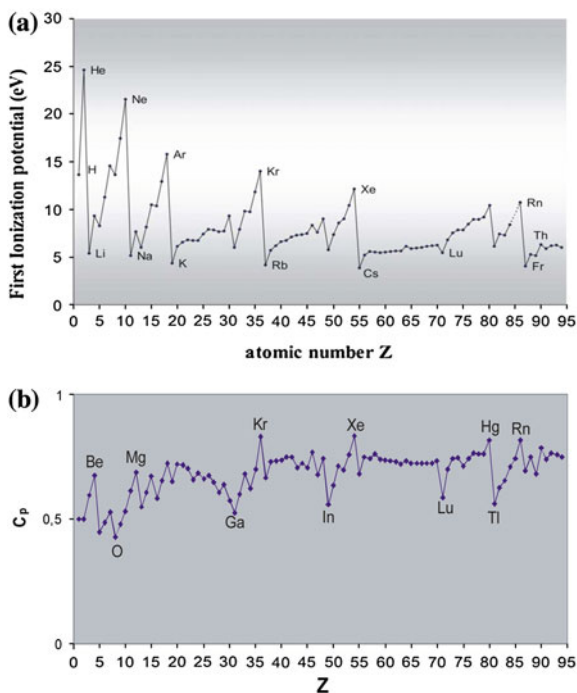 (a)
30
25
20
15
10
5
0
First Ionization potential (eV)
He
Ne
Ar
Kr
Xe
Rn
H
Th
Li
Na
K
Rb
Cs
Lu
Fr
0 5 10 15 20 25 30 35 40 45 50 55 60 65 70 75 80 85 90 95
atomic number Z
(b)
1
0,5
0
C_p
Be
Mg
Kr
Xe
Hg
Rn
O
Ga
In
Lu
Tl
0 5 10 15 20 25 30 35 40 45 50 55 60 65 70 75 80 85 90 95
Z